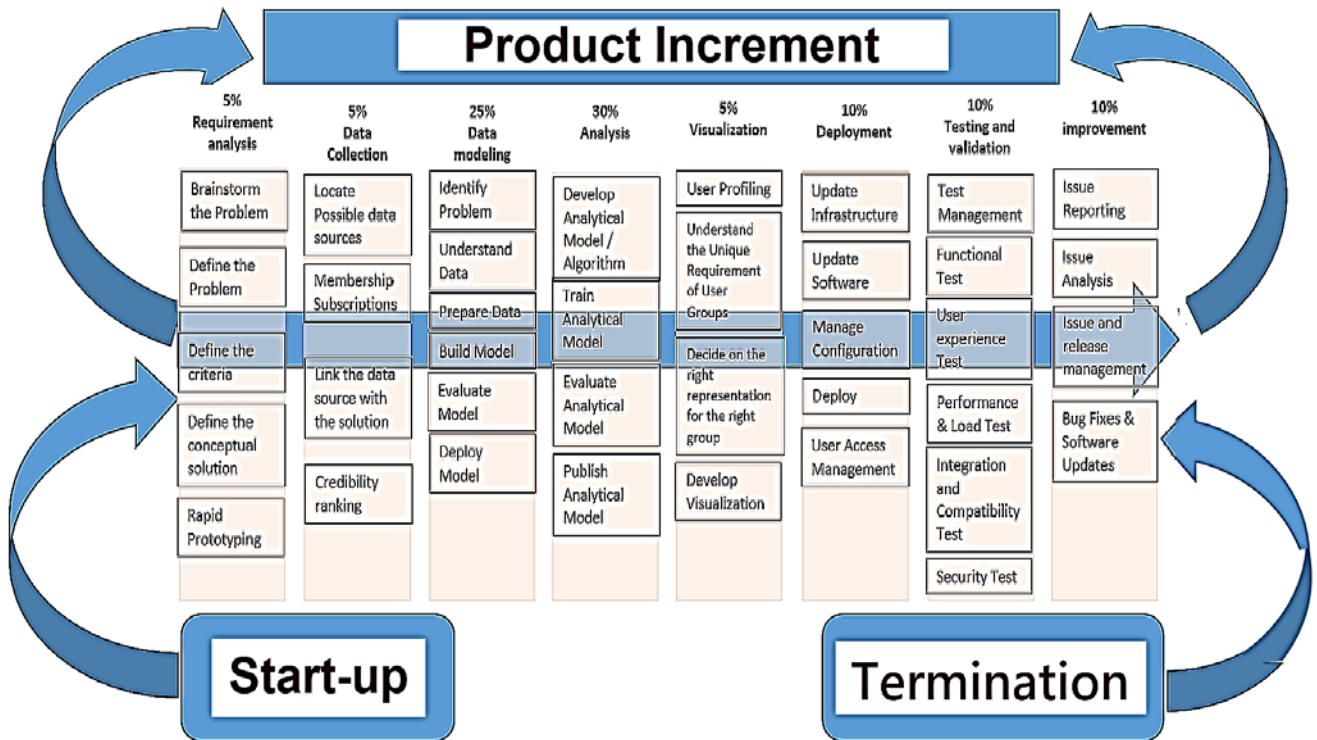 Product Increment
5%
Requirement
analysis
Brainstorm
the Problem
Define the
Problem
Define the
criteria
Define the
conceptual
solution
Rapid
Prototyping
5%
Data
Collection
Locate
Possible data
sources
Membership
Subscriptions
Link the data
source with
the solution
Credibility
ranking
25%
Data
modeling
Identify
Problem
Understand
Data
Prepare Data
Build Model
Evaluate
Model
Deploy
Model
30%
Analysis
Develop
Analytical
Model /
Algorithm
Train
Analytical
Model
Evaluate
Analytical
Model
Publish
Analytical
Model
5%
Visualization
User Profiling
Understand
the Unique
Requirement
of User
Groups
Decide on the
right
representation
for the right
group
Develop
Visualization
10%
Deployment
Update
Infrastructure
Update
Software
Manage
Configuration
Deploy
User Access
Management
10%
Testing and
validation
Test
Management
Functional
Test
User
experience
Test
Performance
& Load Test
Integration
and
Compatibility
Test
Security Test
10%
improvement
Issue
Reporting
Issue
Analysis
Issue and
release
management
Bug Fixes &
Software
Updates
Start-up
Termination